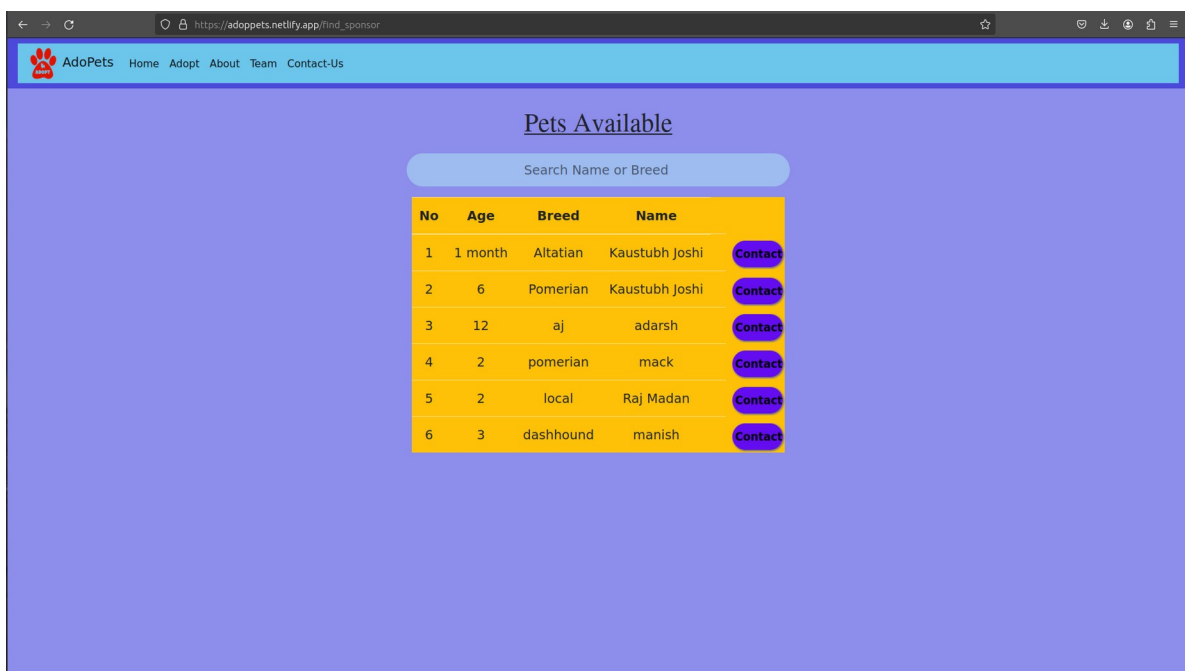 https://adoppets.netlify.app/find_sponsor
ADOPT AdoPets Home Adopt About Team Contact-Us
Pets Available
Search Name or Breed
No Age Breed Name
1 1 month Altatian Kaustubh Joshi Contact
2 6 Pomerian Kaustubh Joshi Contact
3 12 aj adarsh Contact
4 2 pomerian mack Contact
5 2 local Raj Madan Contact
6 3 dashhound manish Contact